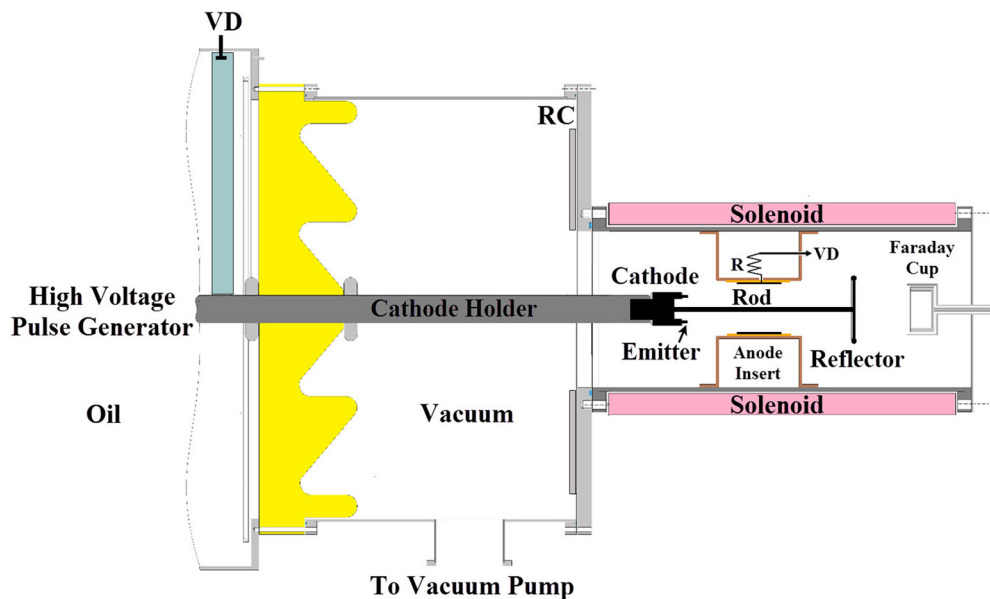 VD
RC
Solenoid
Faraday
Cup
R
VD
Cathode
Rod
High Voltage
Pulse Generator
Cathode Holder
Emitter
Anode
Insert
Reflector
Oil
Vacuum
Solenoid
To Vacuum Pump